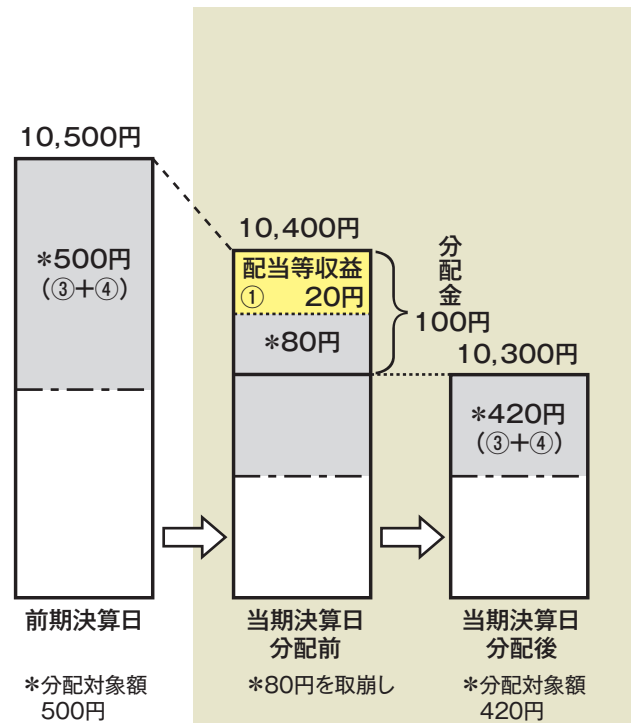 10,500円
*500円
(③+④)
10,400円
配当等収益
① 20円
*80円
分配金
100円
10,300円
*420円
(③+④)
前期決算日
当期決算日
分配前
当期決算日
分配後
*分配対象額
500円
*80円を取崩し
*分配対象額
420円